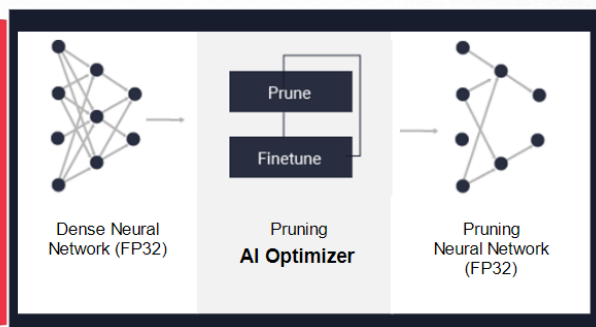 Prune
Finetune
Dense Neural
Network (FP32)
Pruning
AI Optimizer
Pruning
Neural Network
(FP32)